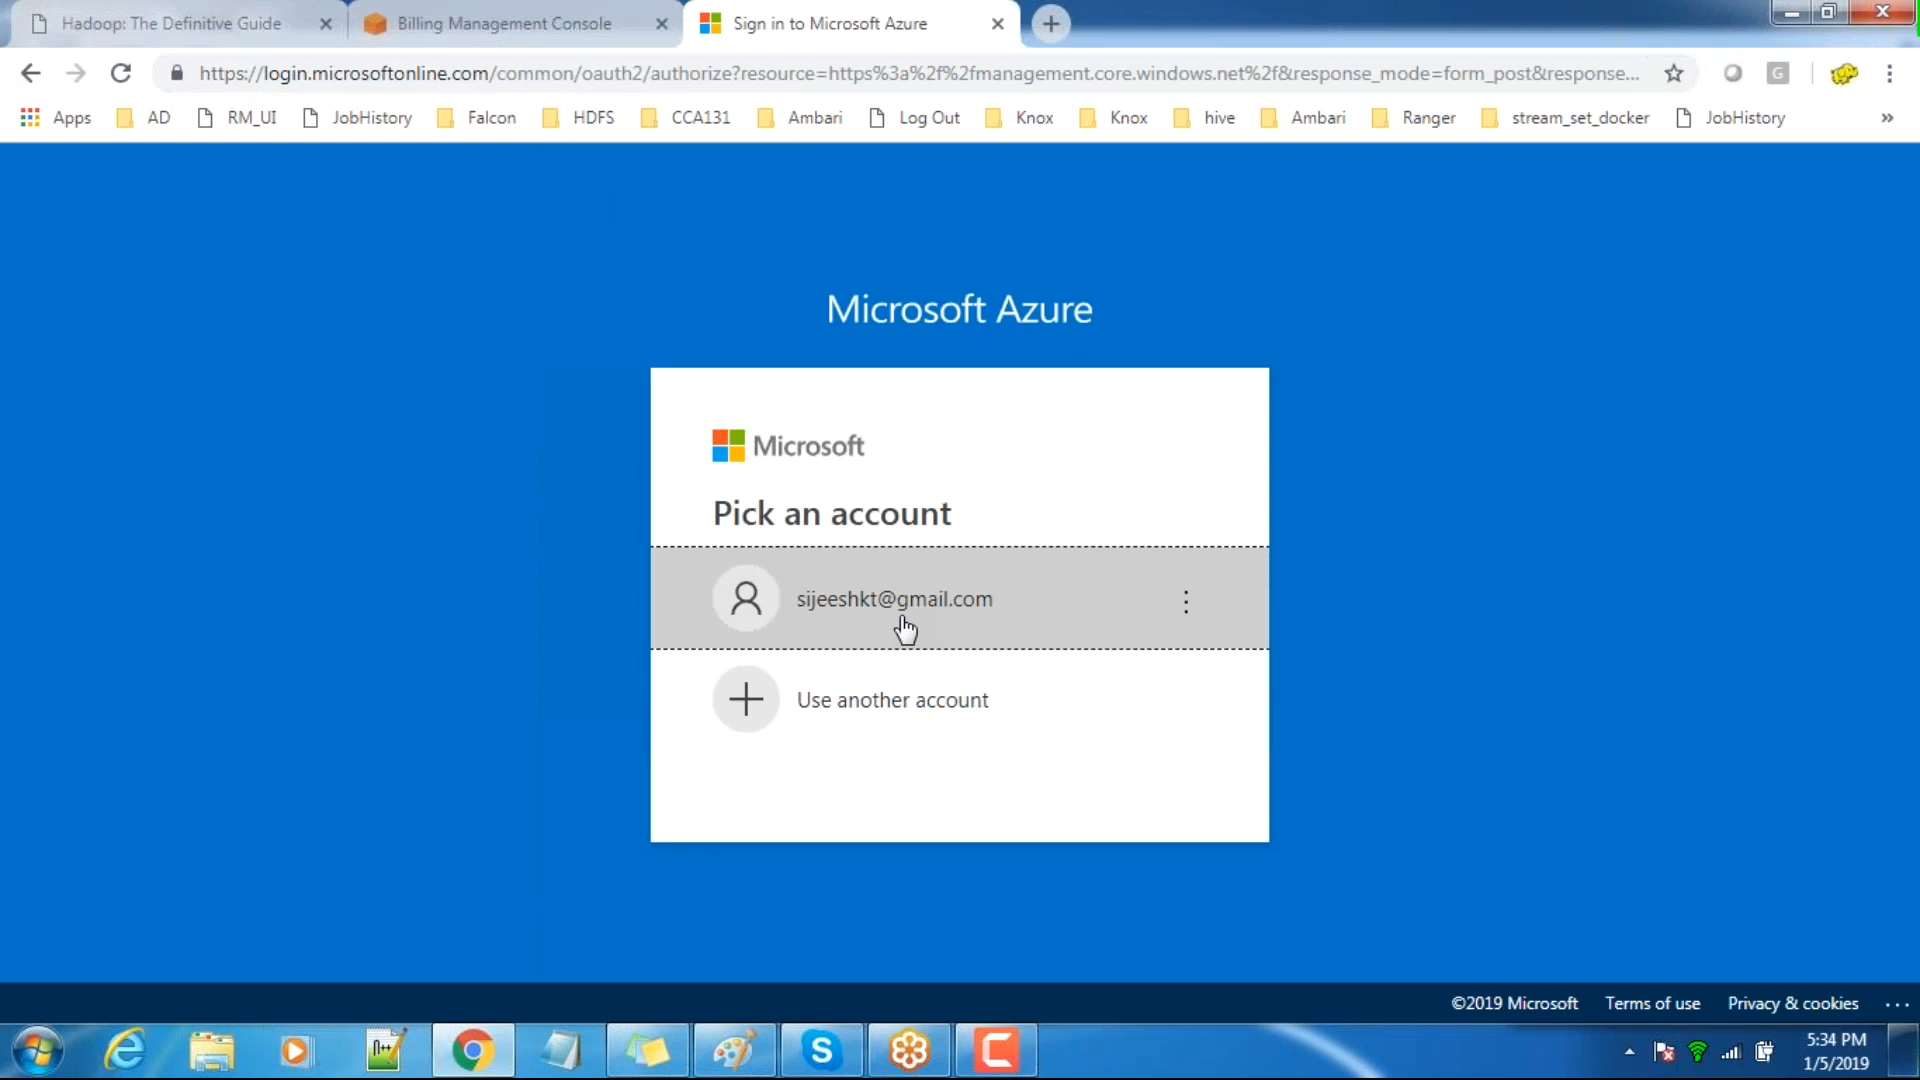 Hadoop: The Definitive Guide
Billing Management Console
Sign in to Microsoft Azure
https://login.microsoftonline.com/common/oauth2/authorize?resource=https%3a%2f%2fmanagement.core.windows.net%2f&response_mode=form_post&response...
Apps
AD
RM_UI
JobHistory
Falcon
HDFS
CCA131
Ambari
Log Out
Knox
Knox
hive
Ambari
Ranger
stream_set_docker
JobHistory
»
Microsoft Azure
Microsoft
Pick an account
sijeeshkt@gmail.com
Use another account
©2019 Microsoft Terms of use Privacy & cookies ...
5:34 PM
1/5/2019